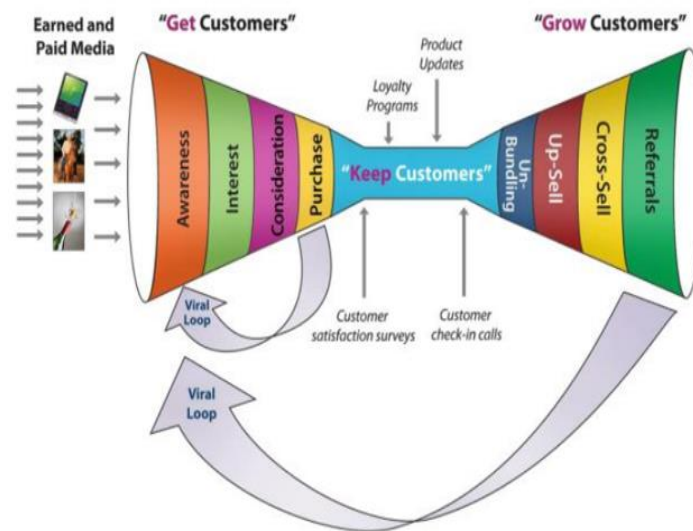 Earned and
Paid Media
"Get Customers"
"Grow Customers"
Product
Updates
Loyalty
Programs
Awareness
Interest
Consideration
Purchase
"Keep Customers"
Un-
Bundling
Up-Sell
Cross-Sell
Referrals
Viral
Loop
Customer
satisfaction surveys
Customer
check-in calls
Viral
Loop